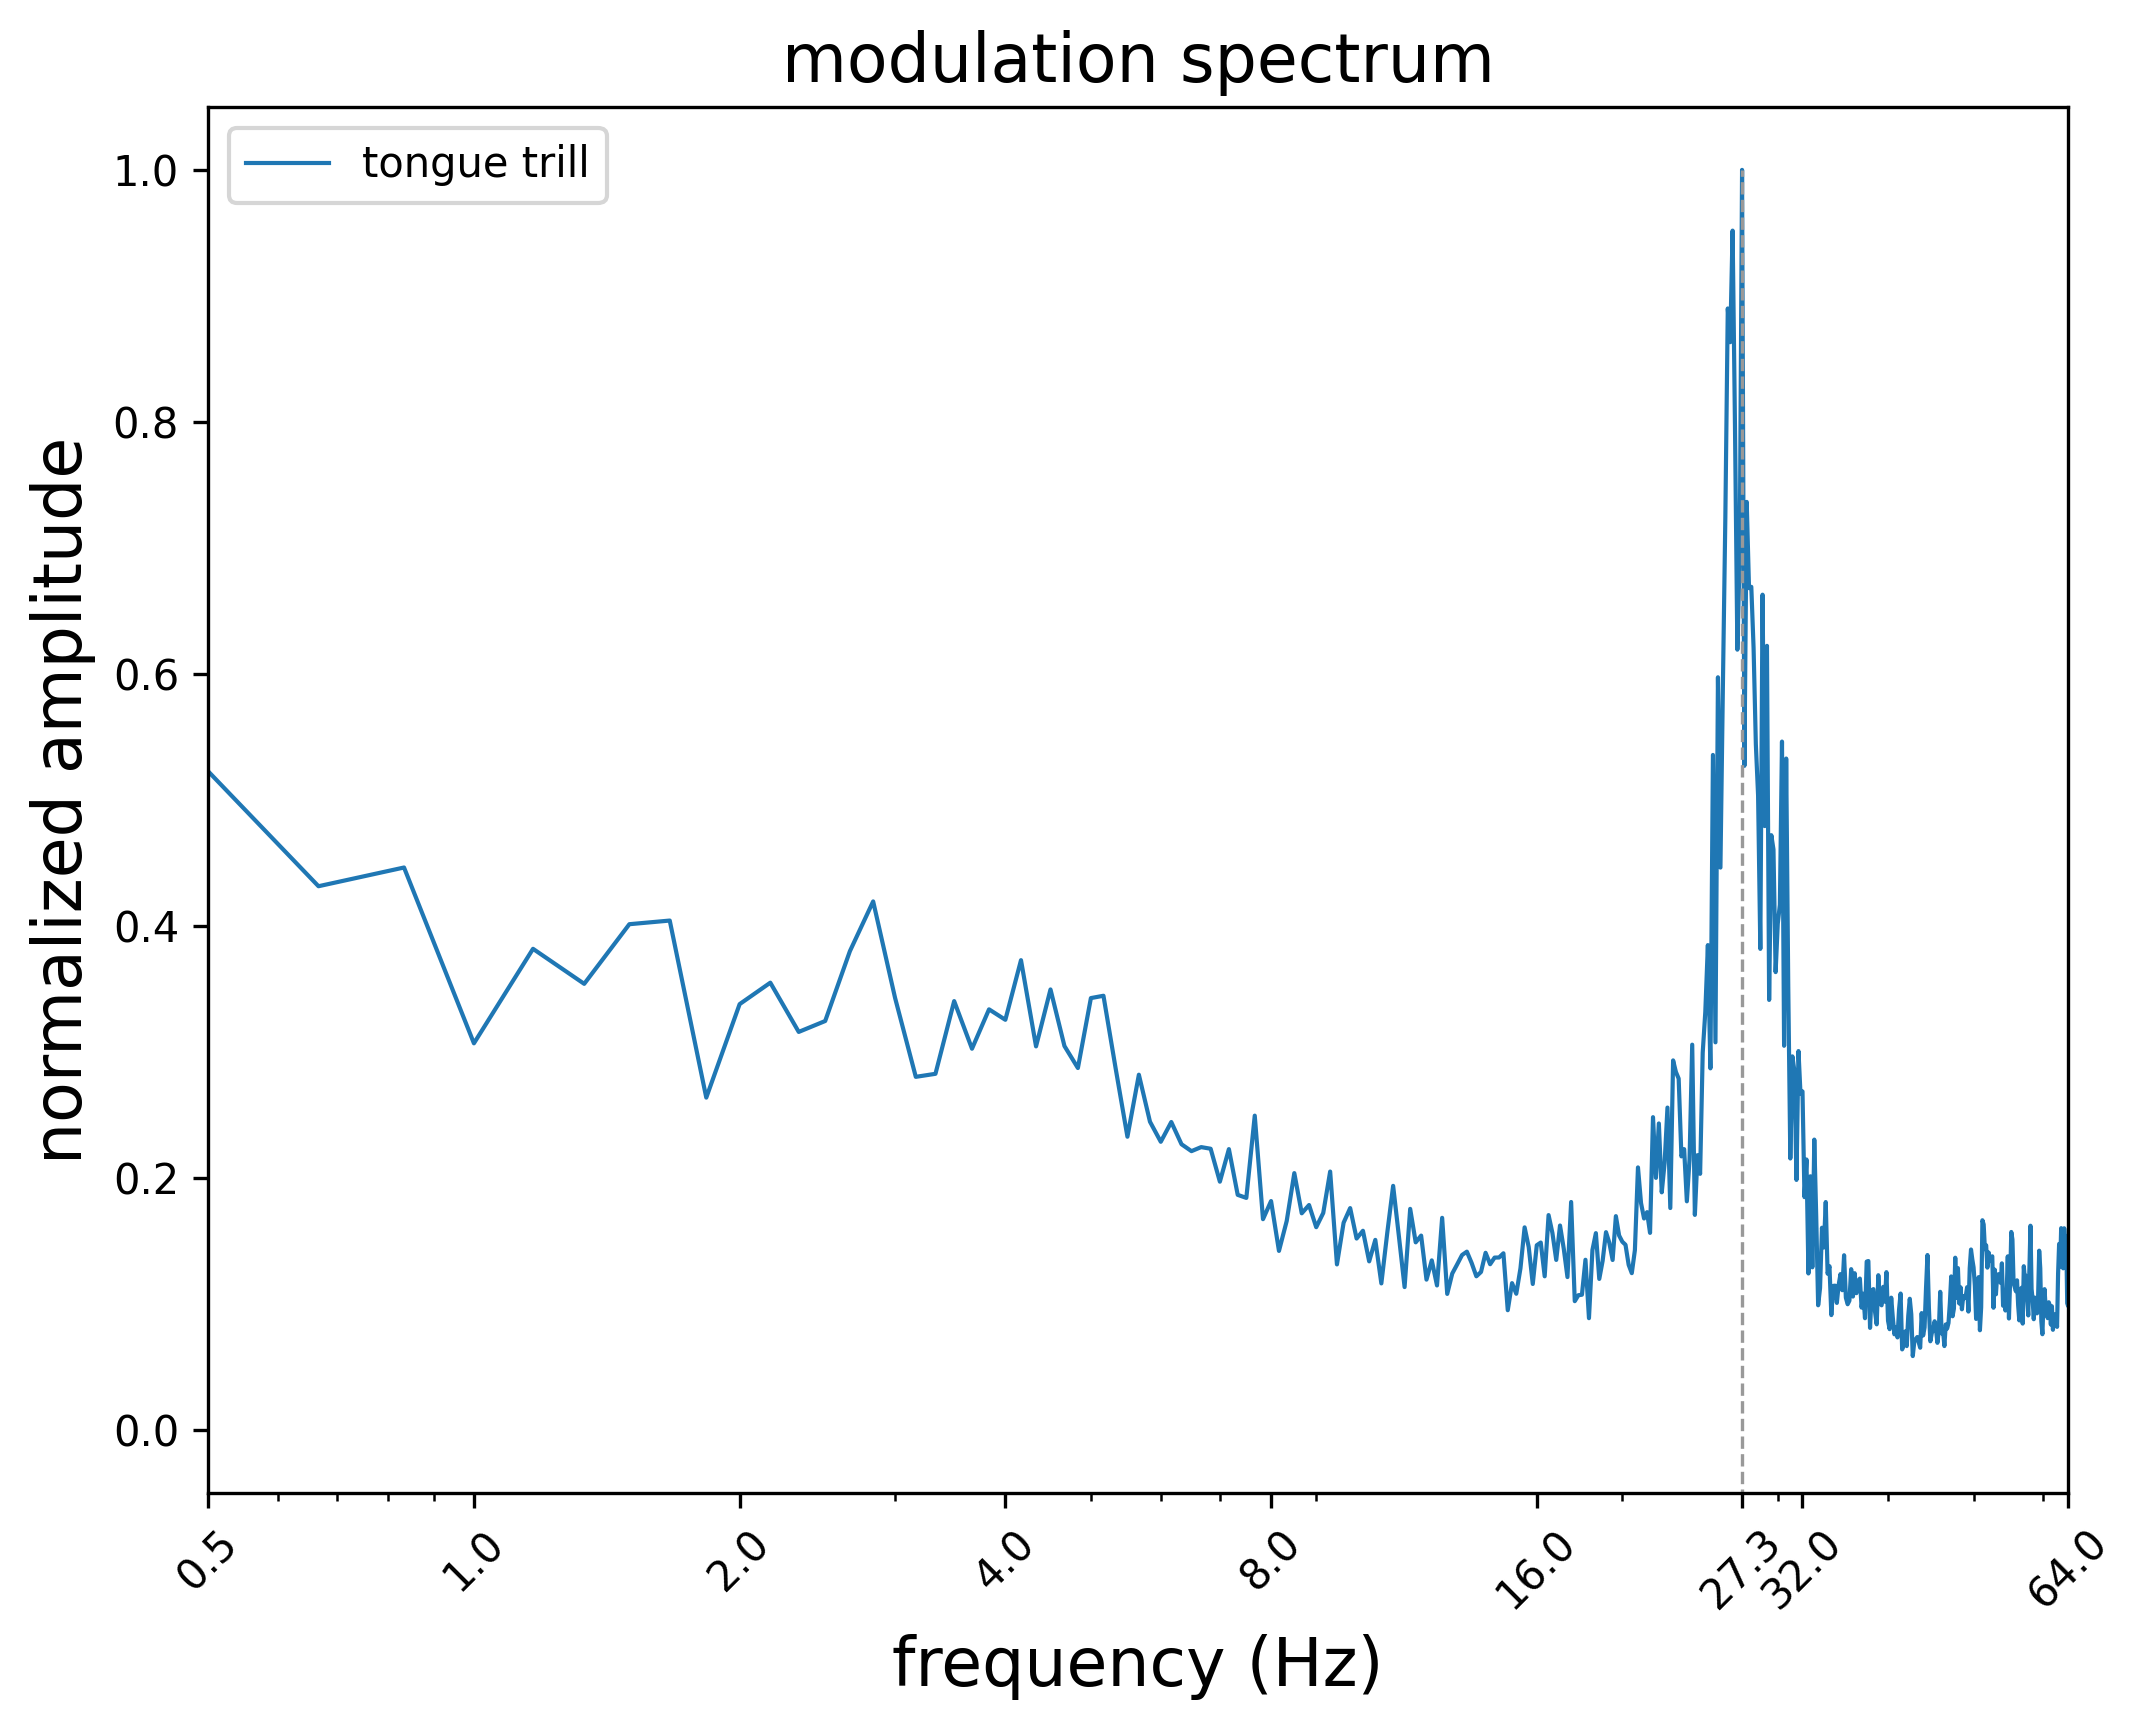 modulation spectrum
tongue trill
normalized amplitude
1.0
0.8
0.6
0.4
0.2
0.0
0.5 1.0 2.0 4.0 8.0 16.0 27.3 32.0 64.0
frequency (Hz)